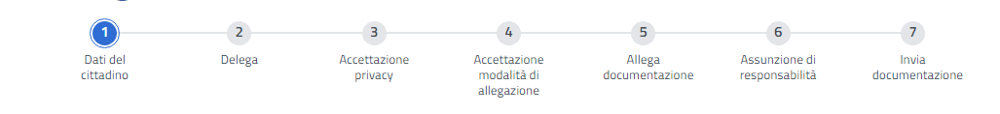 1 2 3 4 5 6 7
Dati del Delega Accettazione Accettazione Allega Assunzione di Invia
cittadino privacy modalità di documentazione responsabilità documentazione
allegazione